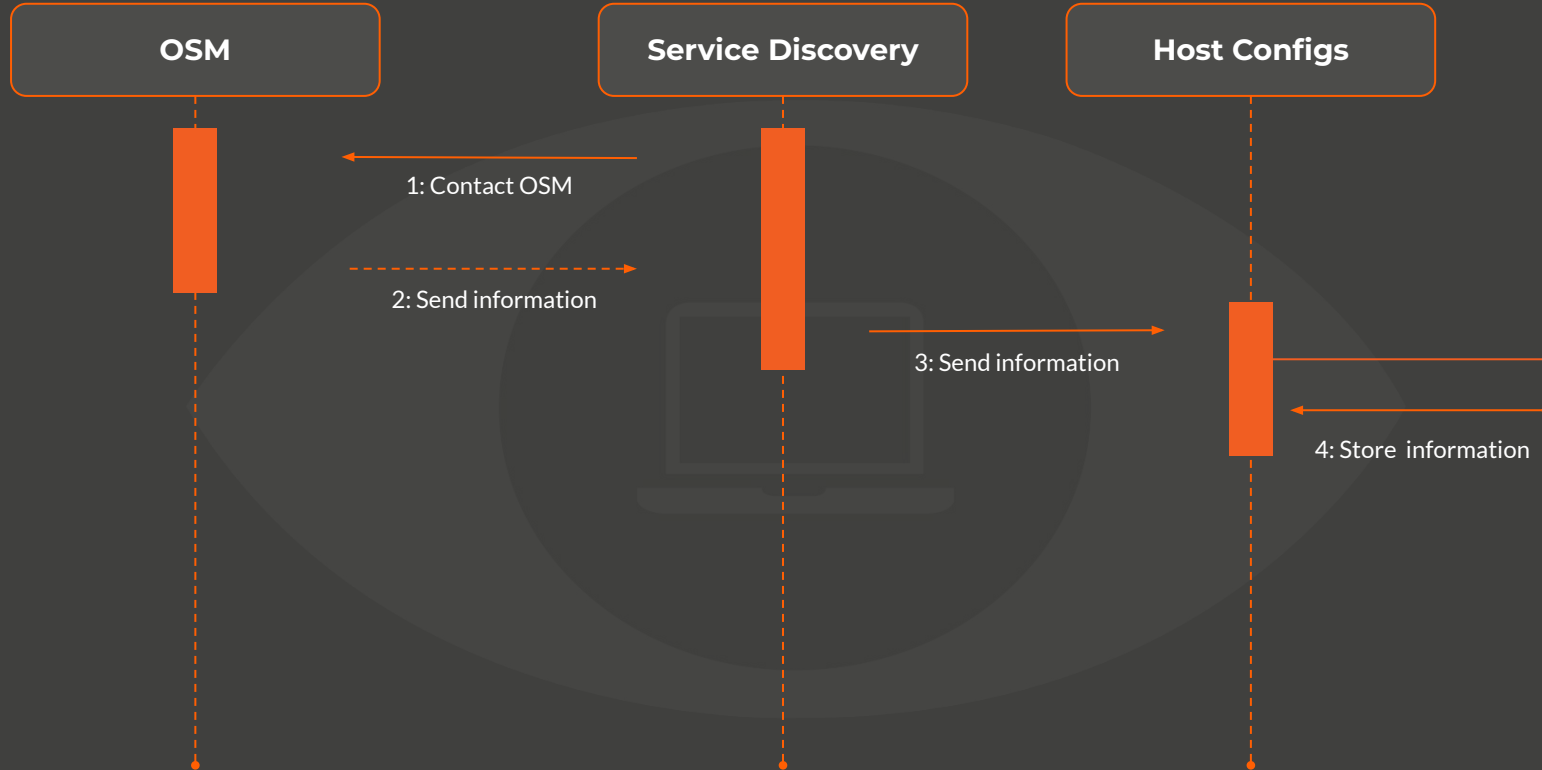 OSM
Service Discovery
Host Configs
1: Contact OSM
2: Send information
3: Send information
4: Store  information